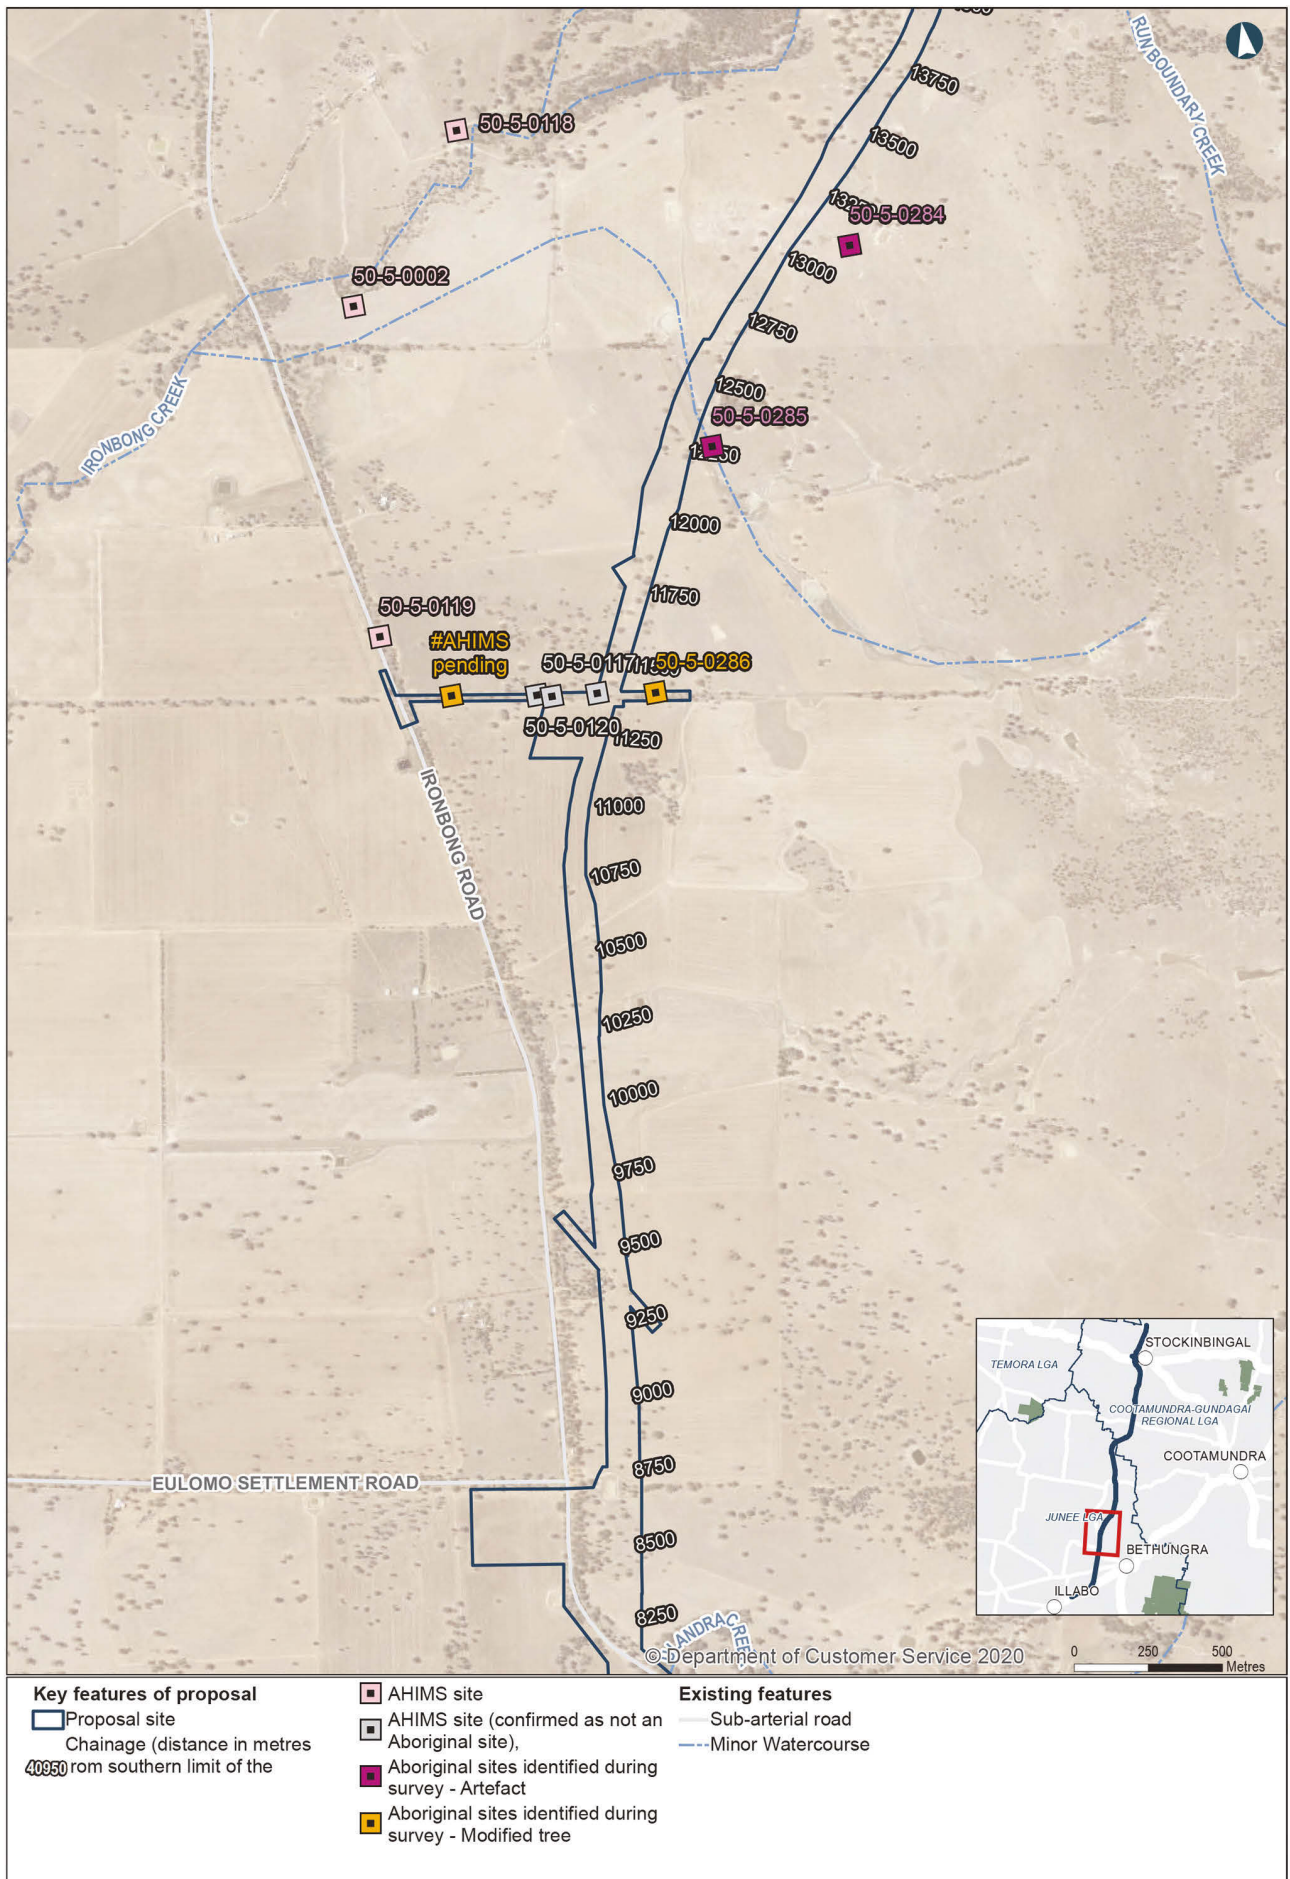 13750
RUN BOUNDARY CREEK
50-5-0118
13500
50-5-0284
13000
50-5-0002
12750
12500
50-5-0285
IRONBONG CREEK
12000
11750
50-5-0119
#AHIMS
pending
50-5-0117
50-5-0286
50-5-0120
11250
11000
IRONBONG ROAD
10750
10500
10250
10000
9750
9500
9250
9000
8750
EULOMO SETTLEMENT ROAD
8500
8250
STOCKINBINGAL
TEMORA LGA
COOTAMUNDRA-GUNDAGAI
REGIONAL LGA
COOTAMUNDRA
JUNEE LGA
BETHUNGRA
ILLABO
© Department of Customer Service 2020
0 250 500
Metres
Key features of proposal
Proposal site
Chainage (distance in metres
40950 rom southern limit of the
AHIMS site
AHIMS site (confirmed as not an
Aboriginal site),
Aboriginal sites identified during
survey - Artefact
Aboriginal sites identified during
survey - Modified tree
Existing features
Sub-arterial road
Minor Watercourse